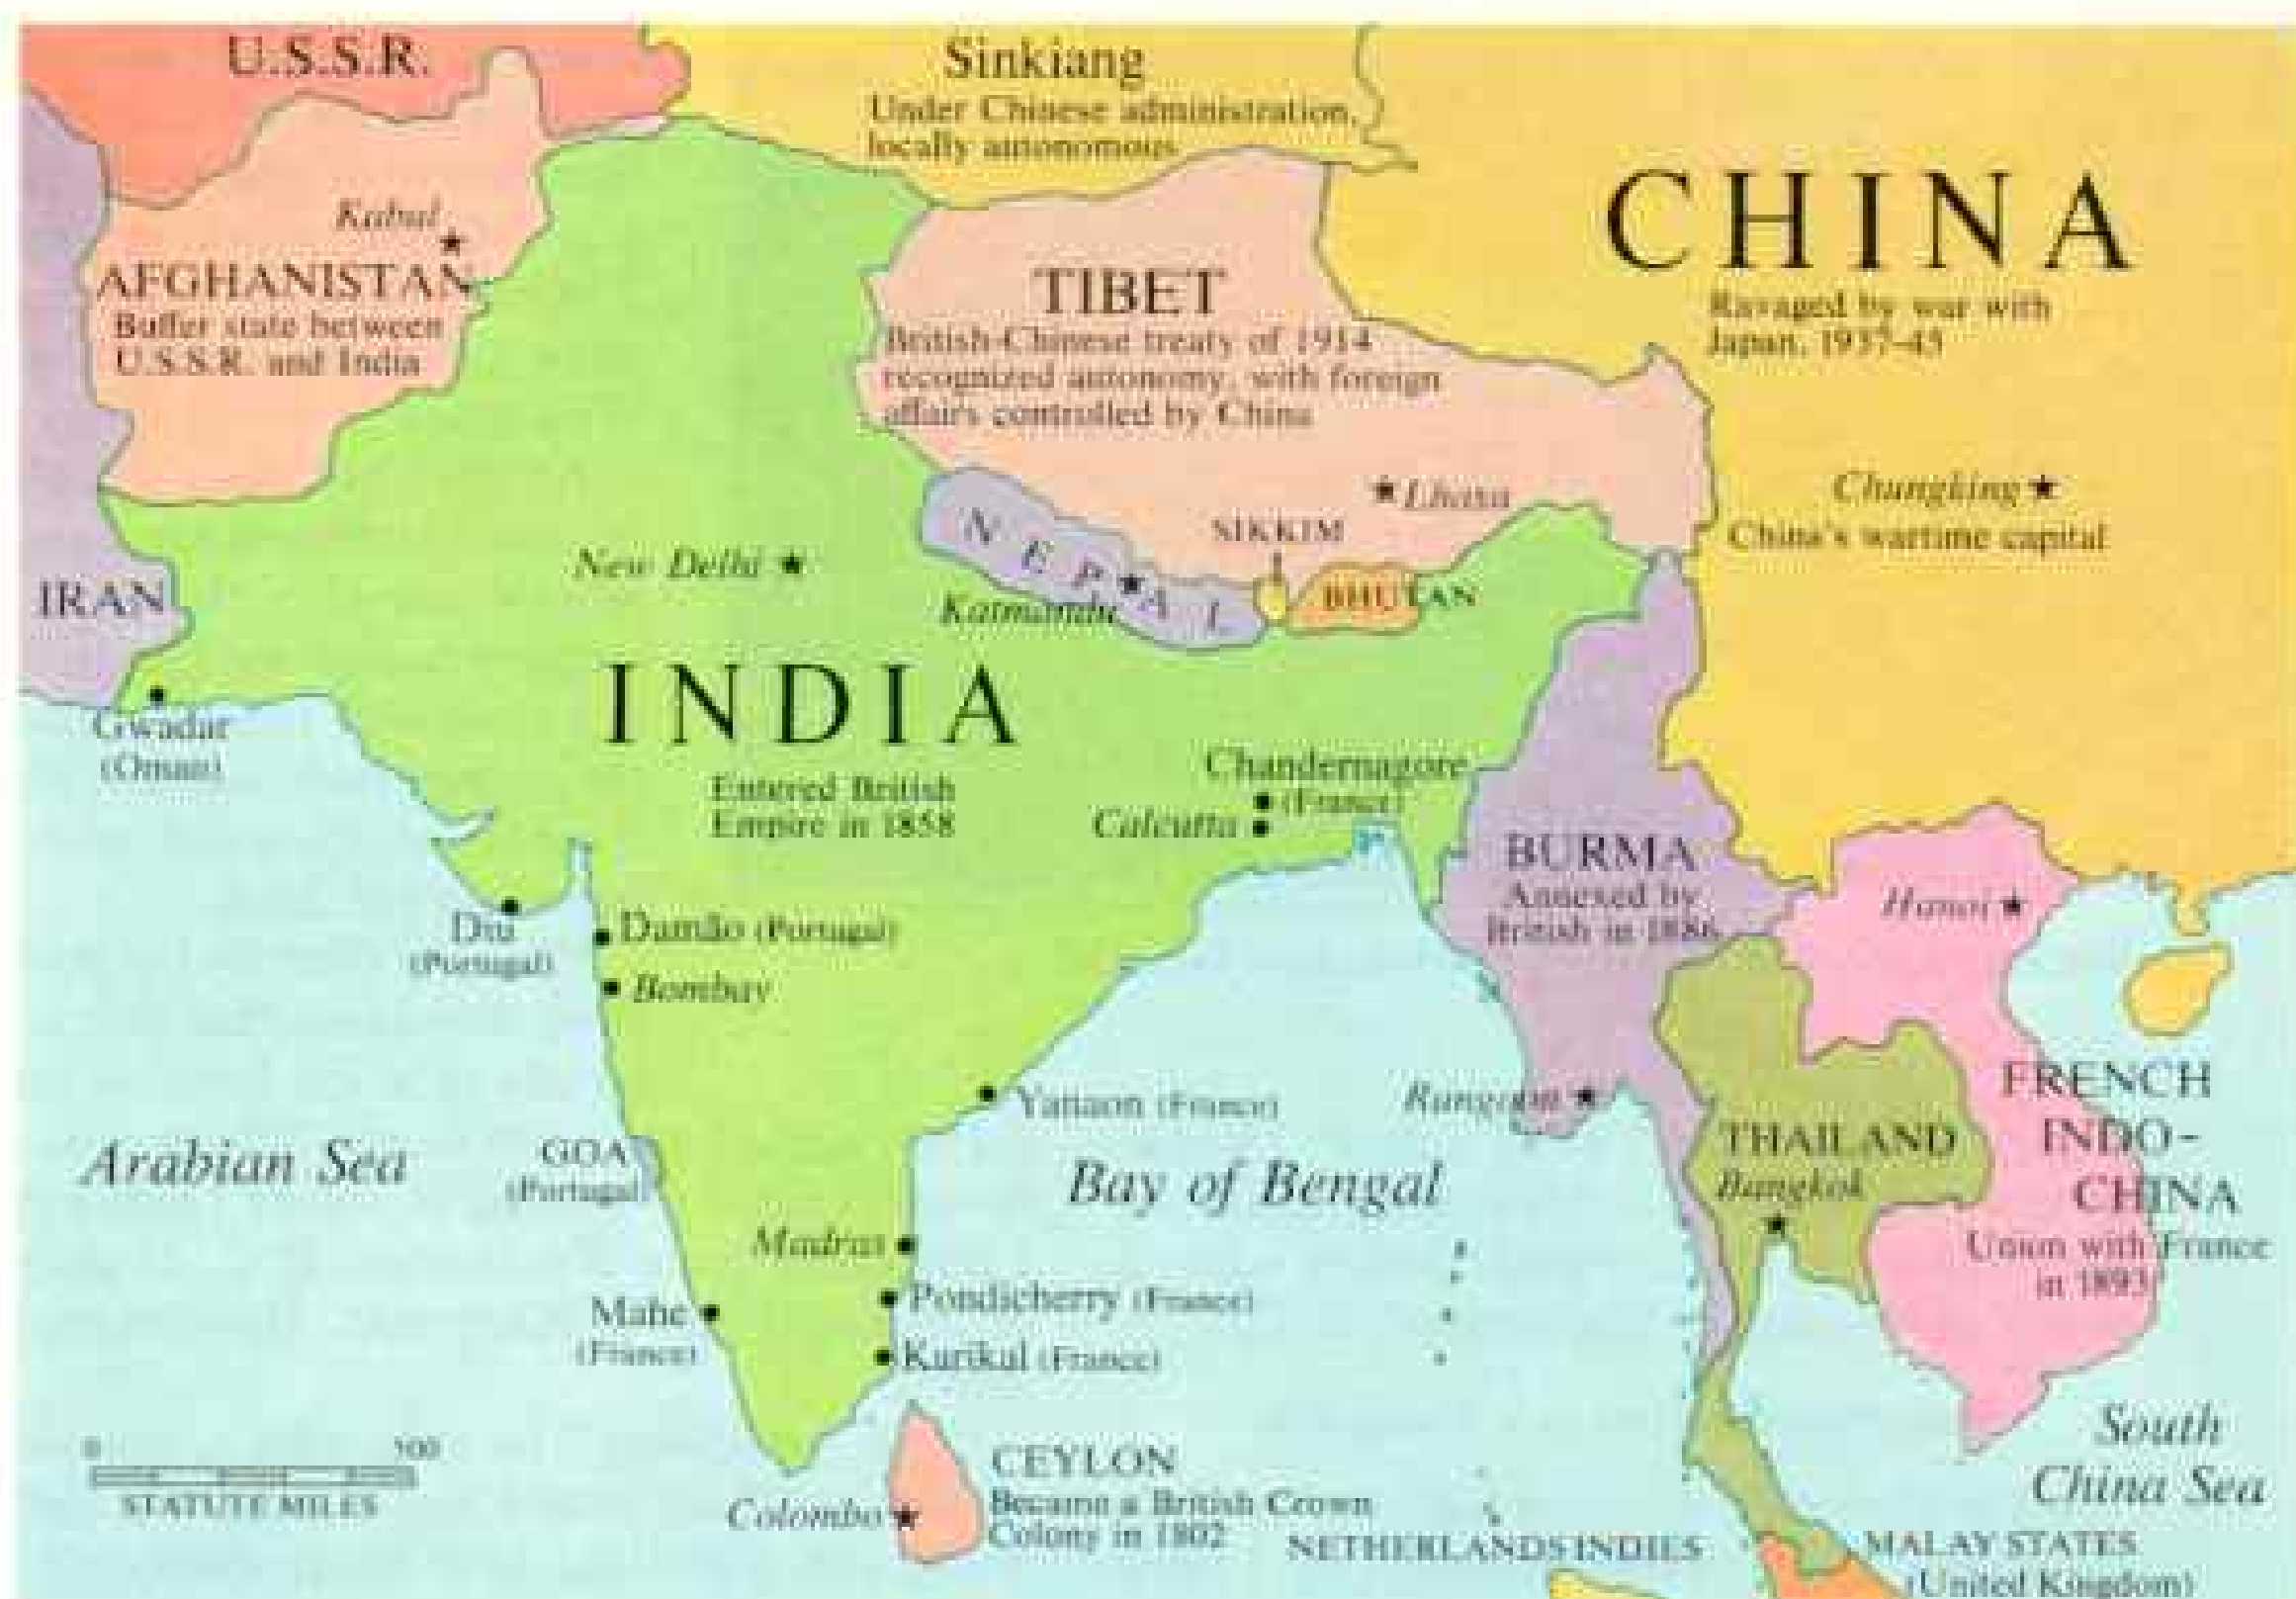 U.S.S.R.
Sinkiang
Under Chinese administration,
locally autonomous
CHINA
Ravaged by war with
Japan, 1937-45
Kabul
AFGHANISTAN
Buffer state between
U.S.S.R. and India
TIBET
British-Chinese treaty of 1914
recognized autonomy, with foreign
affairs controlled by China
Lhasa
Chungking
China's wartime capital
SIKKIM
NEPAL
BHUTAN
Katmandu
New Delhi
IRAN
INDIA
Entered British
Empire in 1858
Gwadar
(Oman)
Chandernagore
(France)
Calcutta
BURMA
Annexed by
British in 1886
Hanoi
Diu
(Portugal)
Damão (Portugal)
Bombay
Yanaon (France)
Rangoon
FRENCH
INDO-
CHINA
Union with France
in 1893
THAILAND
Bangkok
Arabian Sea
GOA
(Portugal)
Bay of Bengal
Madras
Pondicherry (France)
Mahe
(France)
Karikal (France)
0 500
STATUTE MILES
CEYLON
Became a British Crown
Colony in 1802
Colombo
South
China Sea
NETHERLANDS INDIES
MALAY STATES
(United Kingdom)